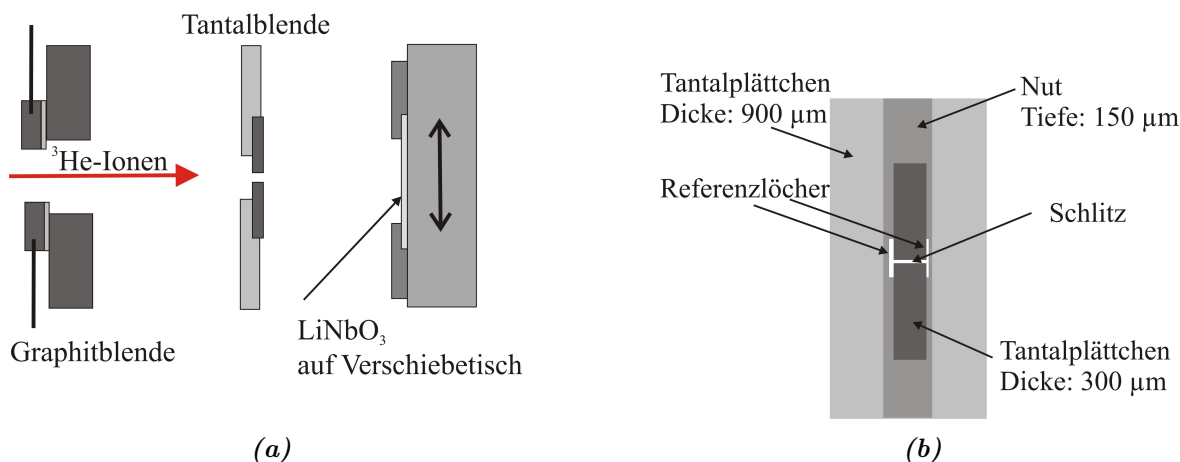 Tantalblende
³He-Ionen
Graphitblende
LiNbO₃
auf Verschiebetisch
(a)
Tantalplättchen
Dicke: 900 µm
Nut
Tiefe: 150 µm
Referenzlöcher
Schlitz
Tantalplättchen
Dicke: 300 µm
(b)